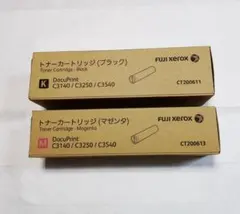 トナーカートリッジ(ブラック)
Toner Cartridge - Black
FUJI XEROX
K
DocuPrint
C3140 / C3250 / C3540
CT200611
トナーカートリッジ(マゼンタ)
Toner Cartridge - Magenta
FUJI XEROX
M
DocuPrint
C3140 / C3250 / C3540
CT200613